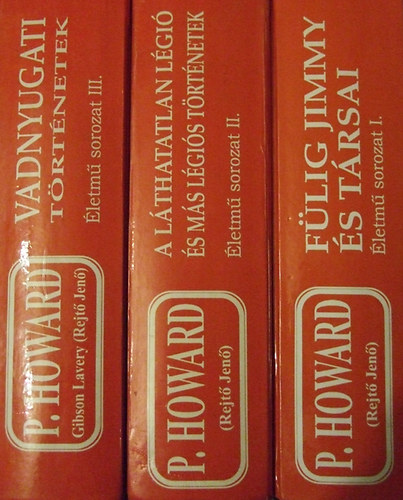 P. HOWARD
Gibson Lavery (Rejtő Jenő)
VADNYUGATI
TÖRTÉNETEK
Életmű sorozat III.
P. HOWARD
(Rejtő Jenő)
A LÁTHATATLAN LÉGIÓ
ÉS MÁS LÉGIÓS TÖRTÉNETEK
Életmű sorozat II.
P. HOWARD
(Rejtő Jenő)
FÜLIG JIMMY
ÉS TÁRSAI
Életmű sorozat I.